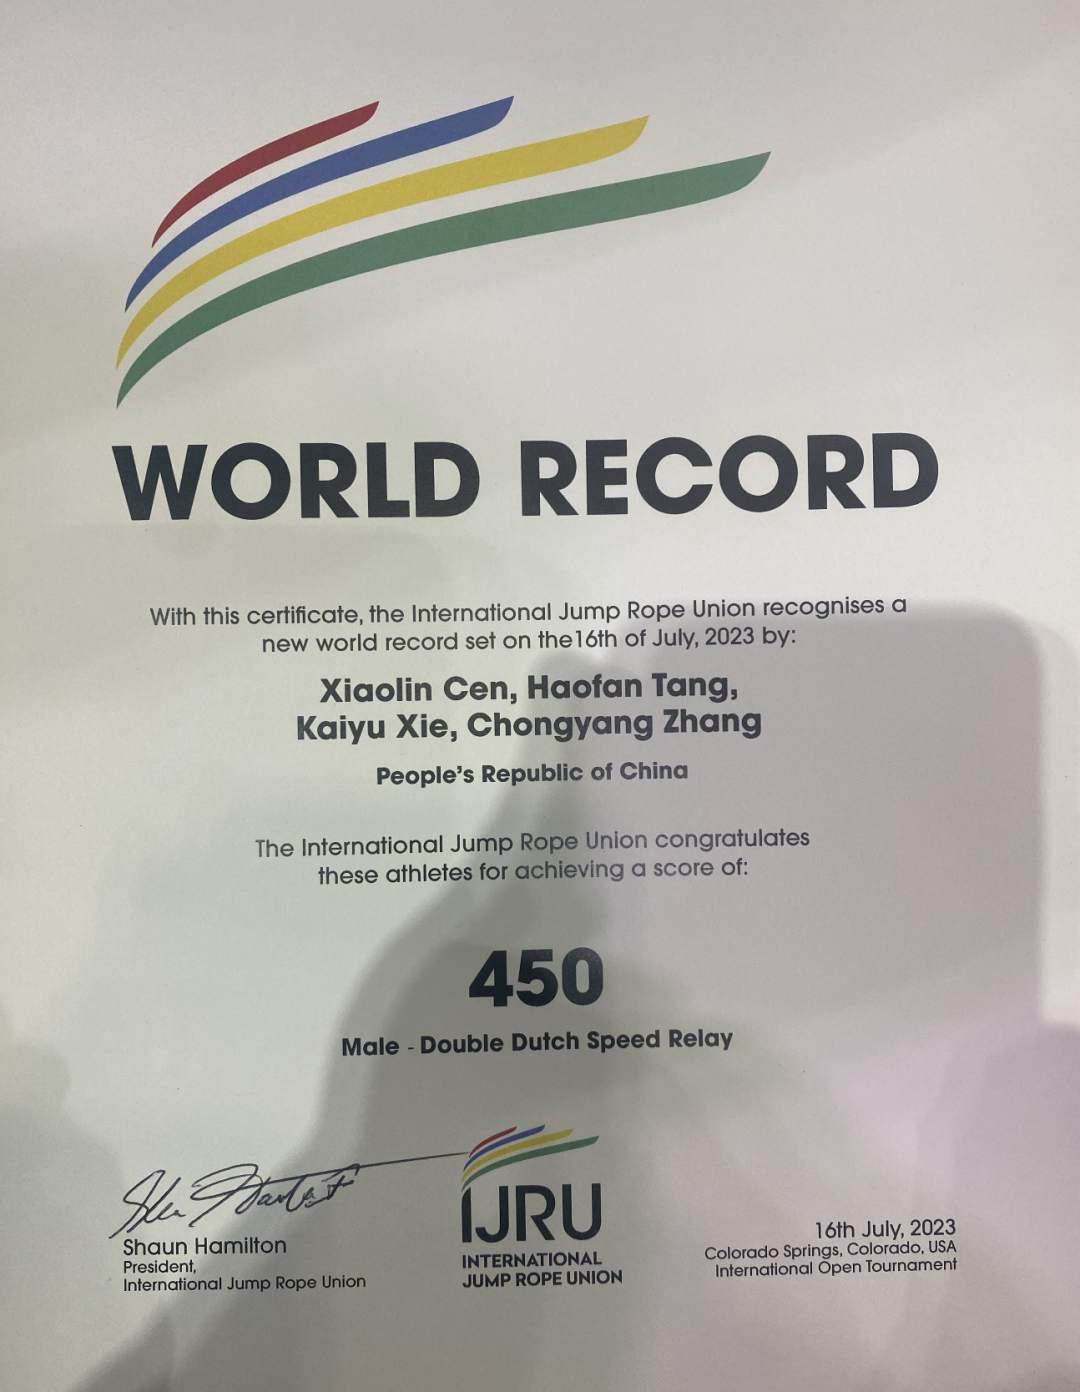 WORLD RECORD
With this certificate, the International Jump Rope Union recognises a
new world record set on the16th of July, 2023 by:
Xiaolin Cen, Haofan Tang,
Kaiyu Xie, Chongyang Zhang
People's Republic of China
The International Jump Rope Union congratulates
these athletes for achieving a score of:
450
Male - Double Dutch Speed Relay
Shaun Hamilton
President,
International Jump Rope Union
IJRU
INTERNATIONAL
JUMP ROPE UNION
16th July, 2023
Colorado Springs, Colorado, USA
International Open Tournament